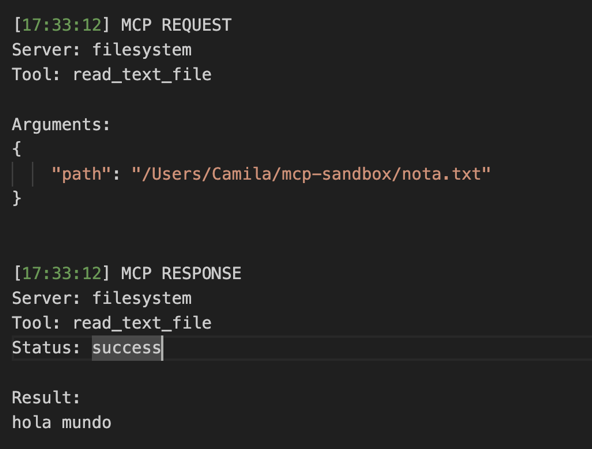 [17:33:12] MCP REQUEST
Server: filesystem
Tool: read_text_file
Arguments:
{
"path": "/Users/Camila/mcp-sandbox/nota.txt"
}
[17:33:12] MCP RESPONSE
Server: filesystem
Tool: read_text_file
Status: success
Result:
hola mundo